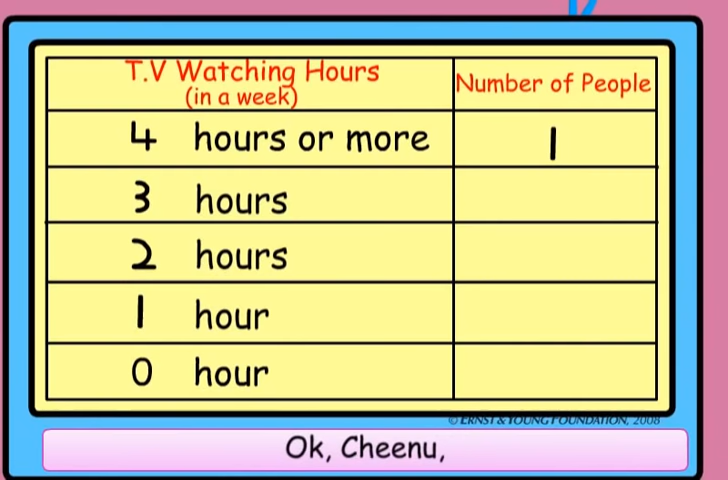 T.V Watching Hours
(in a week)
Number of People
4 hours or more 1
3 hours
2 hours
1 hour
0 hour
© ERNST & YOUNG FOUNDATION, 2008
Ok, Cheenu,